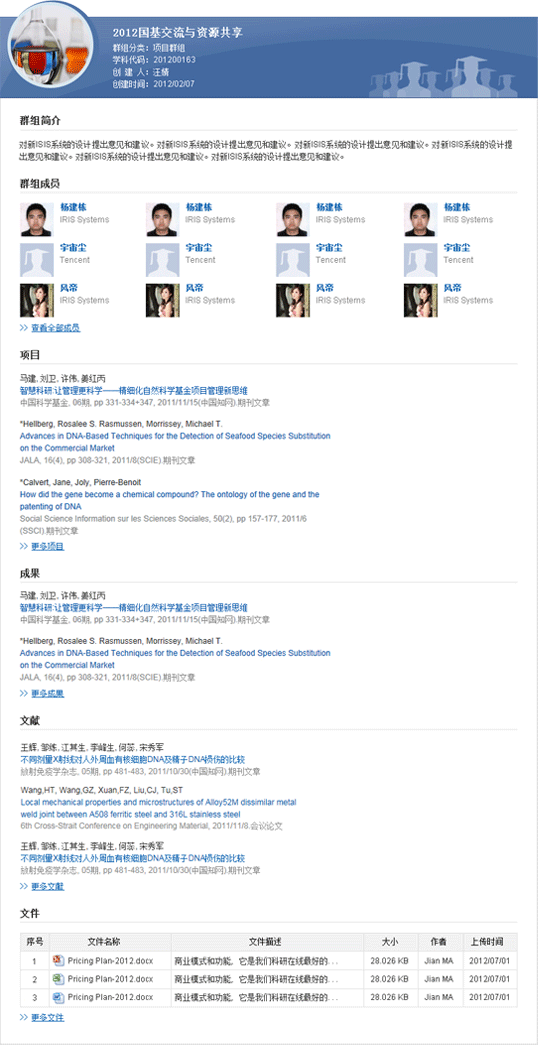 2012国基交流与资源共享
群组分类：项目群组
学科代码：201200163
创 建 人：汪婧
创建时间：2012/02/07
群组简介
对新ISIS系统的设计提出意见和建议。对新ISIS系统的设计提出意见和建议。对新ISIS系统的设计提出意见和建议。对新ISIS系统的设计提
出意见和建议。对新ISIS系统的设计提出意见和建议。对新ISIS系统的设计提出意见和建议。
群组成员
杨建栋 杨建栋 杨建栋 杨建栋
IRIS Systems IRIS Systems IRIS Systems IRIS Systems
宇宙尘 宇宙尘 宇宙尘 宇宙尘
Tencent Tencent Tencent Tencent
风帝 风帝 风帝 风帝
IRIS Systems IRIS Systems IRIS Systems IRIS Systems
>> 查看全部成员
项目
马建, 刘卫, 许伟, 姜红丙
智慧科研:让管理更科学——精细化自然科学基金项目管理新思维
中国科学基金, 06期, pp 331-334+347, 2011/11/15(中国知网).期刊文章
*Hellberg, Rosalee S. Rasmussen, Morrissey, Michael T.
Advances in DNA-Based Techniques for the Detection of Seafood Species Substitution
on the Commercial Market
JALA, 16(4), pp 308-321, 2011/8(SCIE).期刊文章
*Calvert, Jane, Joly, Pierre-Benoit
How did the gene become a chemical compound? The ontology of the gene and the
patenting of DNA
Social Science Information sur les Sciences Sociales, 50(2), pp 157-177, 2011/6
(SSCI).期刊文章
>> 更多项目
成果
马建, 刘卫, 许伟, 姜红丙
智慧科研:让管理更科学——精细化自然科学基金项目管理新思维
中国科学基金, 06期, pp 331-334+347, 2011/11/15(中国知网).期刊文章
*Hellberg, Rosalee S. Rasmussen, Morrissey, Michael T.
Advances in DNA-Based Techniques for the Detection of Seafood Species Substitution
on the Commercial Market
JALA, 16(4), pp 308-321, 2011/8(SCIE).期刊文章
>> 更多成果
文献
王辉, 邹练, 江其生, 李峰生, 何蕊, 宋秀军
不同剂量X射线对人外周血有核细胞DNA及精子DNA损伤的比较
放射免疫学杂志, 05期, pp 481-483, 2011/10/30(中国知网).期刊文章
Wang,HT, Wang,GZ, Xuan,FZ, Liu,CJ, Tu,ST
Local mechanical properties and microstructures of Alloy52M dissimilar metal
weld joint between A508 ferritic steel and 316L stainless steel
6th Cross-Strait Conference on Engineering Material, 2011/11/8.会议论文
王辉, 邹练, 江其生, 李峰生, 何蕊, 宋秀军
不同剂量X射线对人外周血有核细胞DNA及精子DNA损伤的比较
放射免疫学杂志, 05期, pp 481-483, 2011/10/30(中国知网).期刊文章
>> 更多文献
文件
序号 文件名称 文件描述 大小 作者 上传时间
1 Pricing Plan-2012.docx 商业模式和功能，它是我们科研在线最好的... 28.026 KB Jian MA 2012/07/01
2 Pricing Plan-2012.docx 商业模式和功能，它是我们科研在线最好的... 28.026 KB Jian MA 2012/07/01
3 Pricing Plan-2012.docx 商业模式和功能，它是我们科研在线最好的... 28.026 KB Jian MA 2012/07/01
>> 更多文件